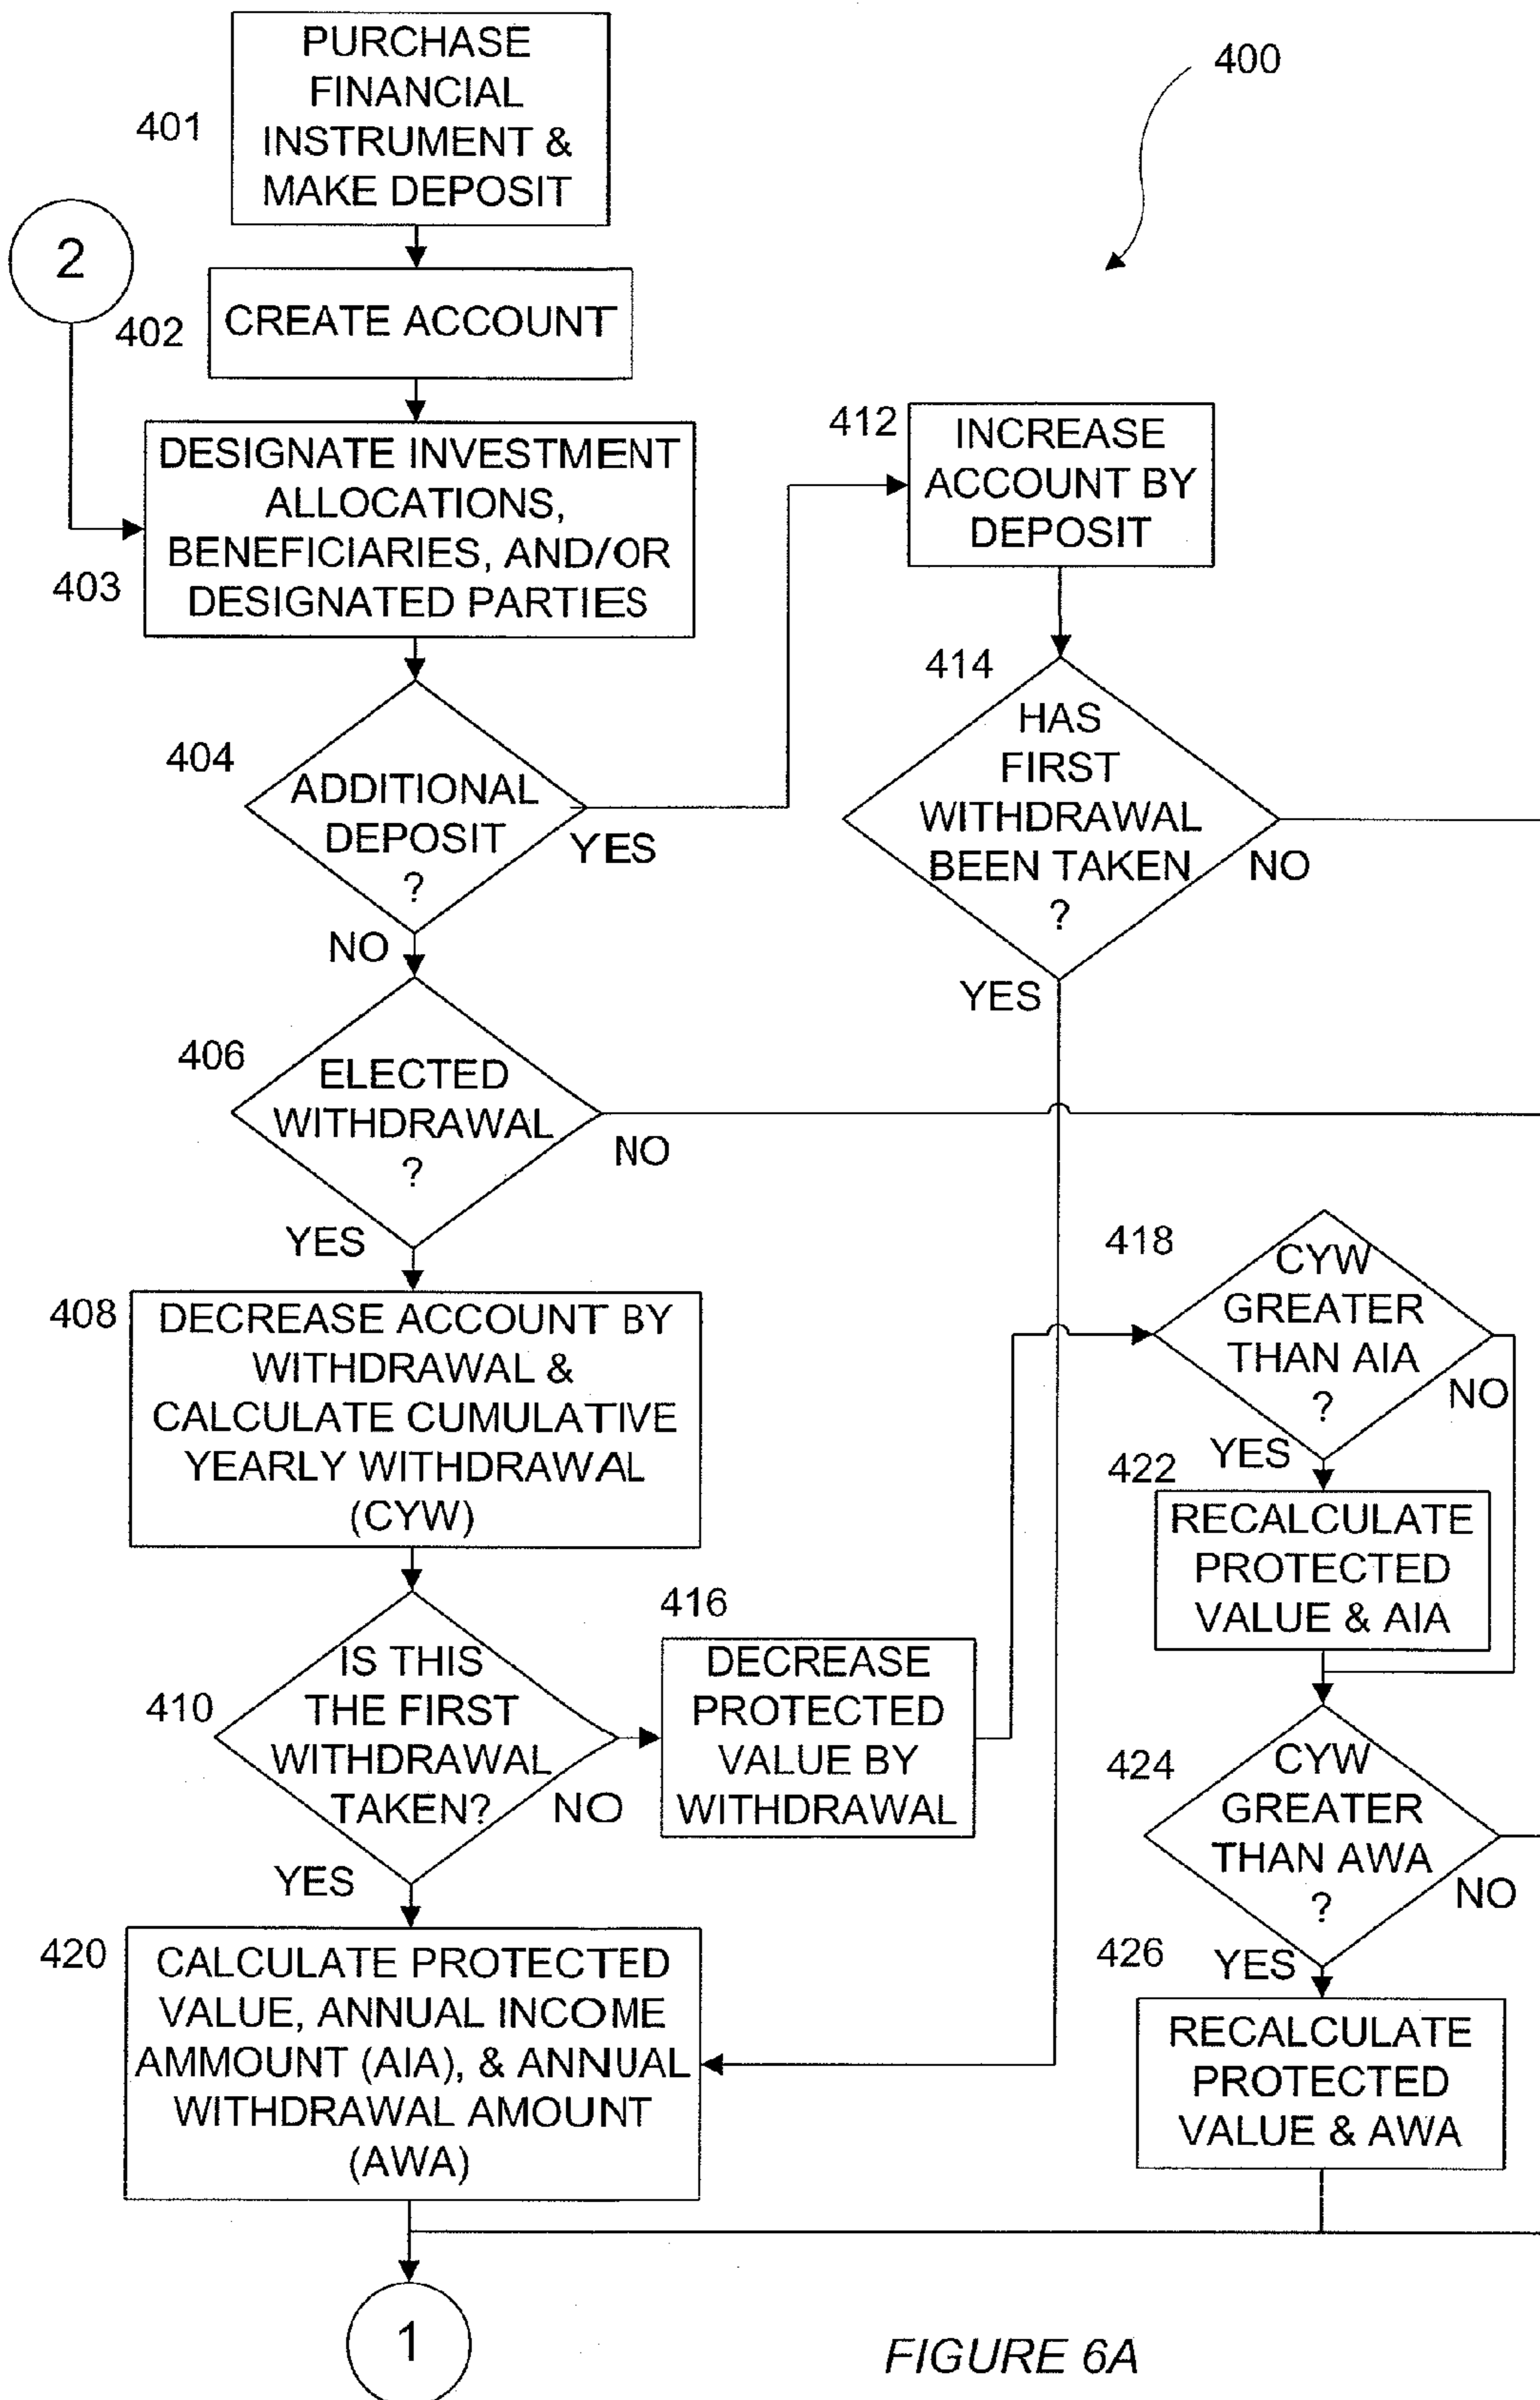 PURCHASE
FINANCIAL
INSTRUMENT &
MAKE DEPOSIT
401
400
2
402
CREATE ACCOUNT
403
DESIGNATE INVESTMENT
ALLOCATIONS,
BENEFICIARIES, AND/OR
DESIGNATED PARTIES
412
INCREASE
ACCOUNT BY
DEPOSIT
404
ADDITIONAL
DEPOSIT
?
YES
NO
414
HAS
FIRST
WITHDRAWAL
BEEN TAKEN
?
NO
YES
406
ELECTED
WITHDRAWAL
?
NO
YES
408
DECREASE ACCOUNT BY
WITHDRAWAL &
CALCULATE CUMULATIVE
YEARLY WITHDRAWAL
(CYW)
418
CYW
GREATER
THAN AIA
?
NO
YES
422
RECALCULATE
PROTECTED
VALUE & AIA
410
IS THIS
THE FIRST
WITHDRAWAL
TAKEN?
NO
YES
416
DECREASE
PROTECTED
VALUE BY
WITHDRAWAL
424
CYW
GREATER
THAN AWA
?
NO
YES
426
RECALCULATE
PROTECTED
VALUE & AWA
420
CALCULATE PROTECTED
VALUE, ANNUAL INCOME
AMMOUNT (AIA), & ANNUAL
WITHDRAWAL AMOUNT
(AWA)
1
FIGURE 6A